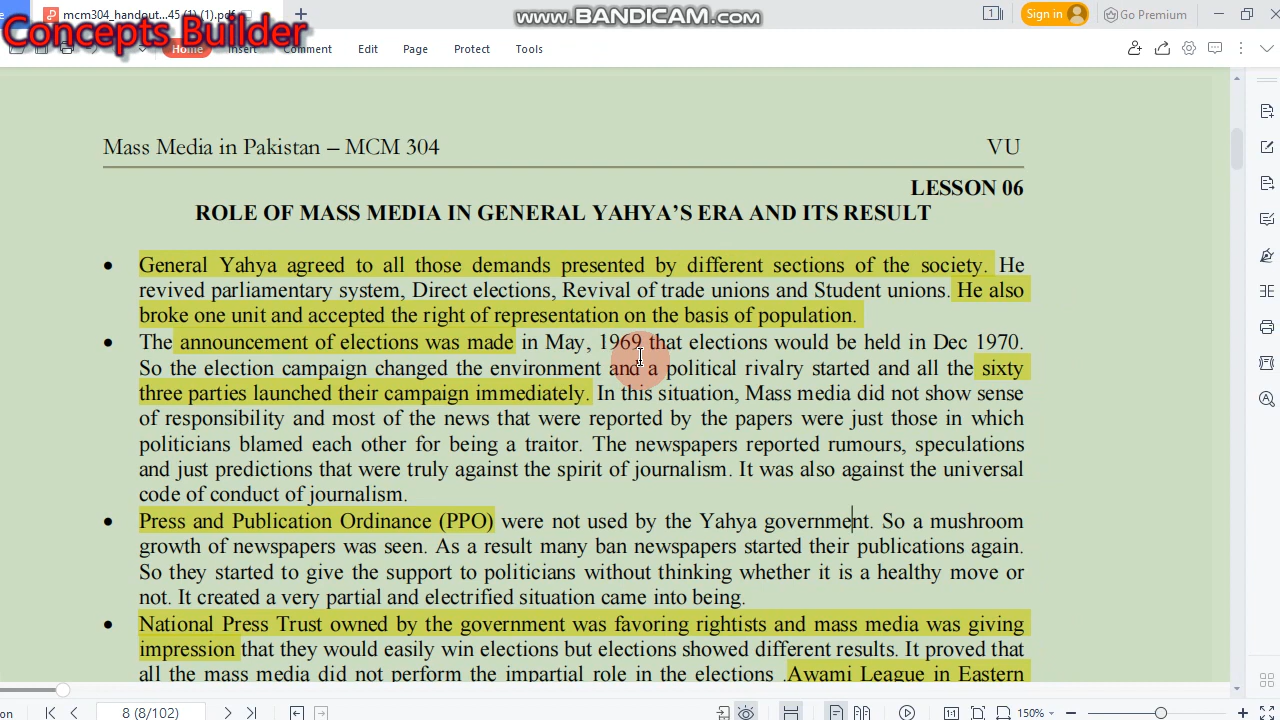 mcm304_handout...45 (1) (1).pdf
www.BANDICAM.com
Sign in
Go Premium
Concepts Builder
Home
Insert
Comment
Edit
Page
Protect
Tools
Mass Media in Pakistan – MCM 304 VU
LESSON 06
ROLE OF MASS MEDIA IN GENERAL YAHYA'S ERA AND ITS RESULT
• General Yahya agreed to all those demands presented by different sections of the society. He
revived parliamentary system, Direct elections, Revival of trade unions and Student unions. He also
broke one unit and accepted the right of representation on the basis of population.
• The announcement of elections was made in May, 1969 that elections would be held in Dec 1970.
So the election campaign changed the environment and a political rivalry started and all the sixty
three parties launched their campaign immediately. In this situation, Mass media did not show sense
of responsibility and most of the news that were reported by the papers were just those in which
politicians blamed each other for being a traitor. The newspapers reported rumours, speculations
and just predictions that were truly against the spirit of journalism. It was also against the universal
code of conduct of journalism.
• Press and Publication Ordinance (PPO) were not used by the Yahya government. So a mushroom
growth of newspapers was seen. As a result many ban newspapers started their publications again.
So they started to give the support to politicians without thinking whether it is a healthy move or
not. It created a very partial and electrified situation came into being.
• National Press Trust owned by the government was favoring rightists and mass media was giving
impression that they would easily win elections but elections showed different results. It proved that
all the mass media did not perform the impartial role in the elections .Awami League in Eastern
8 (8/102)
150%